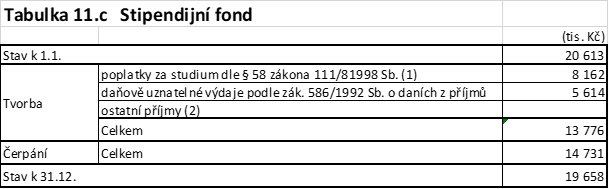 Tabulka 11.c Stipendijní fond
(tis. Kč)
Stav k 1.1. 20 613
Tvorba
poplatky za studium dle § 58 zákona 111/81998 Sb. (1) 8 162
daňově uznatelné výdaje podle zák. 586/1992 Sb. o daních z příjmů 5 614
ostatní příjmy (2)
Celkem 13 776
Čerpání Celkem 14 731
Stav k 31.12. 19 658